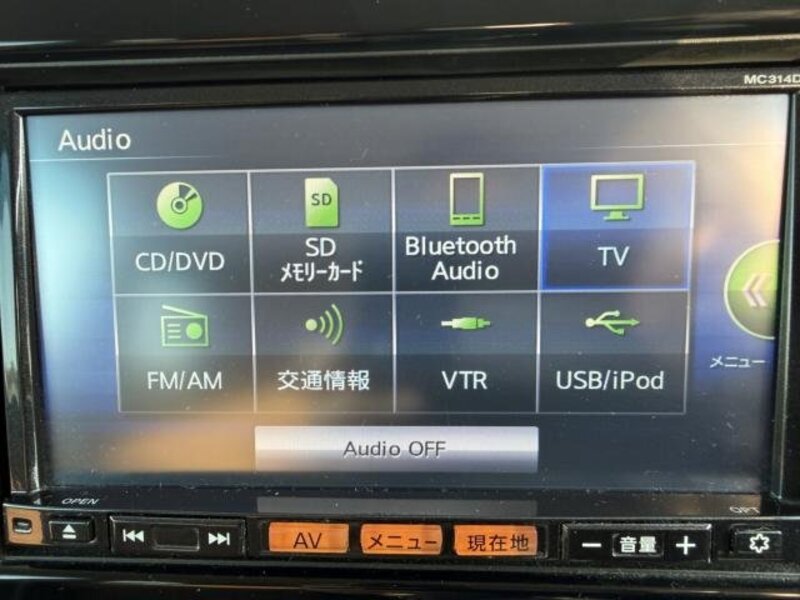 MC314D
Audio
CD/DVD
SD
SD
メモリーカード
Bluetooth
Audio
TV
FM/AM
交通情報
VTR
USB/iPod
メニュー
Audio OFF
OPEN
OPT
AV
メニュー
現在地
音量